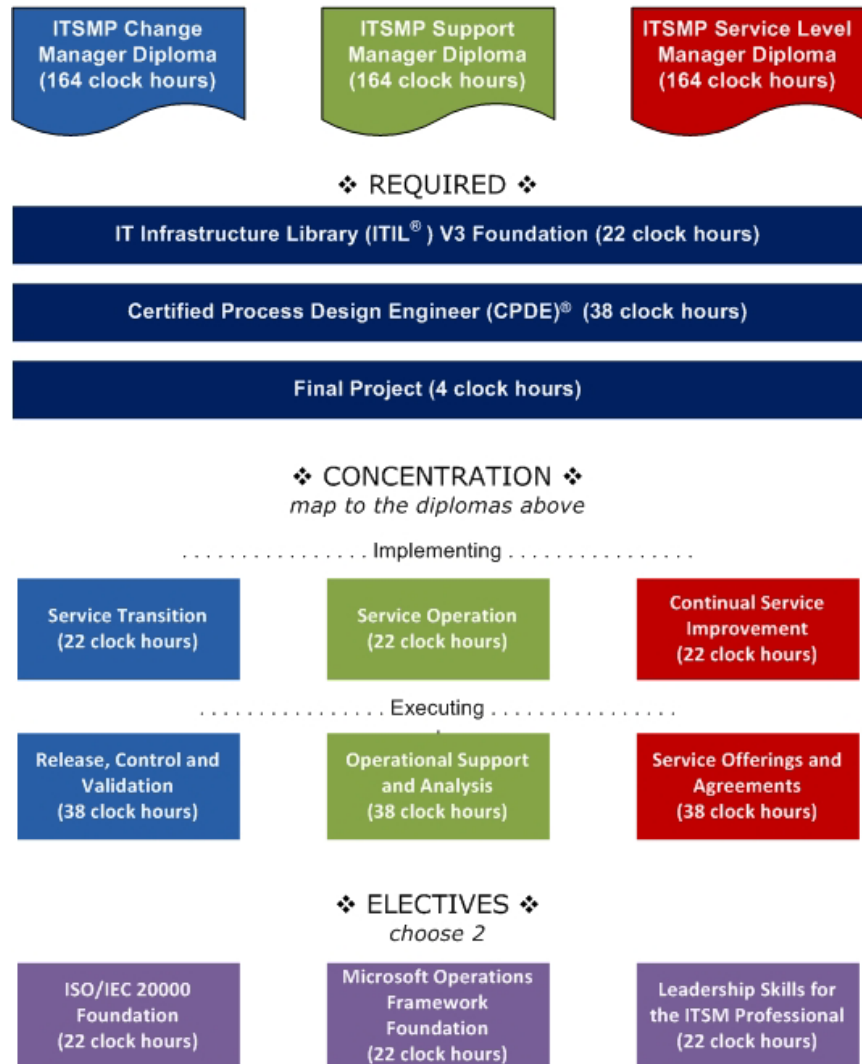 ITSMP Change
Manager Diploma
(164 clock hours)
ITSMP Support
Manager Diploma
(164 clock hours)
ITSMP Service Level
Manager Diploma
(164 clock hours)
❖ REQUIRED ❖
IT Infrastructure Library (ITIL® ) V3 Foundation (22 clock hours)
Certified Process Design Engineer (CPDE)® (38 clock hours)
Final Project (4 clock hours)
❖ CONCENTRATION ❖
map to the diplomas above
. . . . . . . . . . . . . . . . Implementing . . . . . . . . . . . . . . . .
Service Transition
(22 clock hours)
Service Operation
(22 clock hours)
Continual Service
Improvement
(22 clock hours)
. . . . . . . . . . . . . . . . Executing . . . . . . . . . . . . . . . .
Release, Control and
Validation
(38 clock hours)
Operational Support
and Analysis
(38 clock hours)
Service Offerings and
Agreements
(38 clock hours)
❖ ELECTIVES ❖
choose 2
ISO/IEC 20000
Foundation
(22 clock hours)
Microsoft Operations
Framework
Foundation
(22 clock hours)
Leadership Skills for
the ITSM Professional
(22 clock hours)